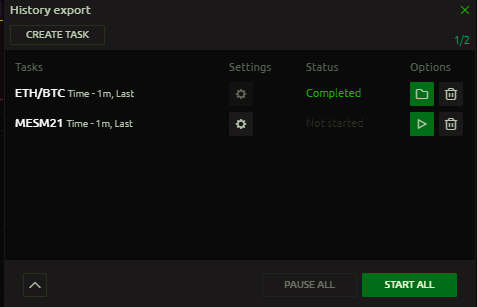 History export
CREATE TASK
1/2
Tasks Settings Status Options
ETH/BTC Time - 1m, Last Completed
MESM21 Time - 1m, Last Not started
PAUSE ALL START ALL